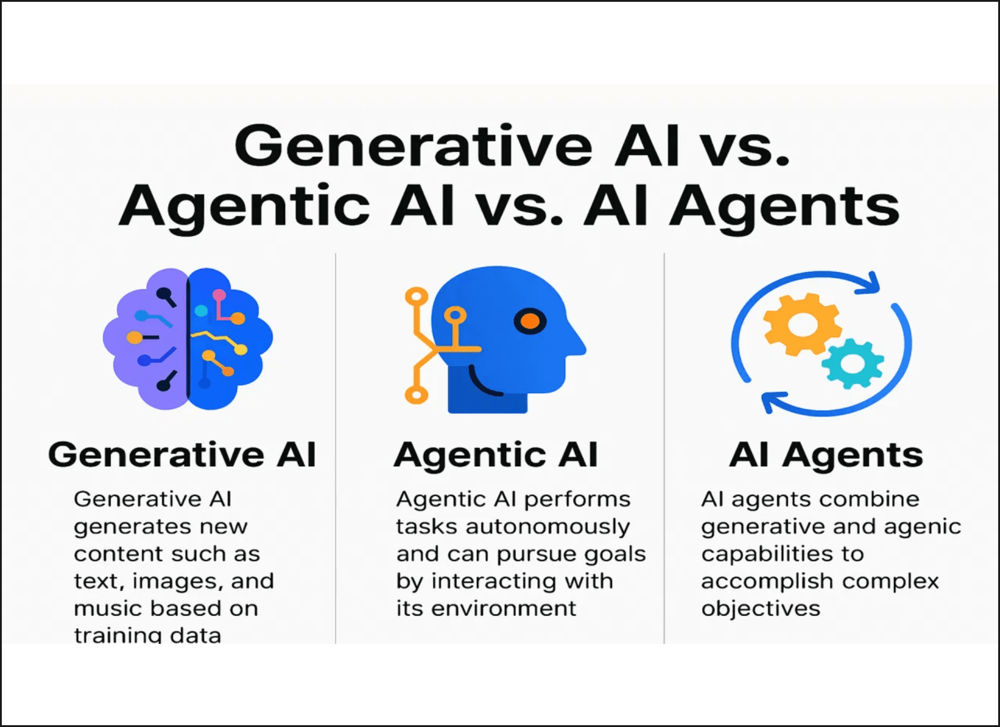 Generative AI vs.
Agentic AI vs. AI Agents
Generative AI
Generative AI
generates new
content such as
text, images, and
music based on
training data
Agentic AI
Agentic AI performs
tasks autonomously
and can pursue goals
by interacting with
its environment
AI Agents
AI agents combine
generative and agenic
capabilities to
accomplish complex
objectives